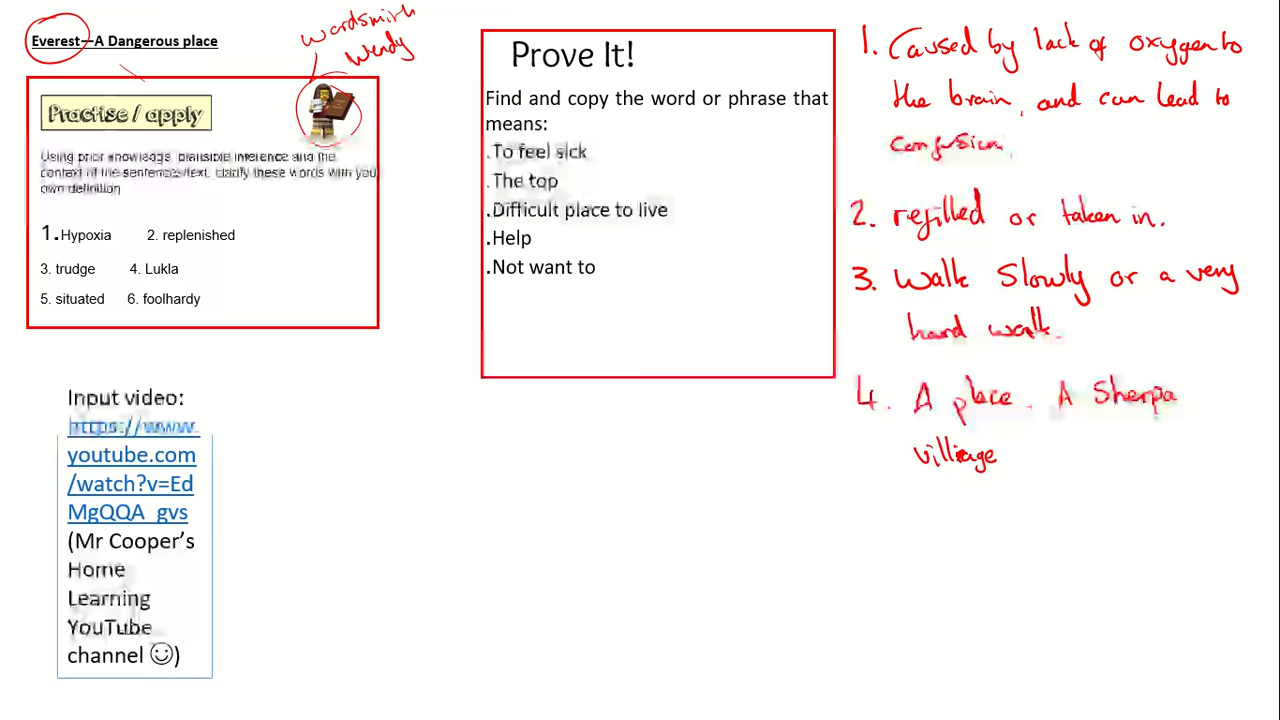 Everest—A Dangerous place
wordsmith
Wendy
Practise / apply
Using prior knowledge, plausible inference and the
context of the sentences/text, clarify these words with your
own definition
1. Hypoxia 2. replenished
3. trudge 4. Lukla
5. situated 6. foolhardy
Input video:
https://www.
youtube.com
/watch?v=Ed
MgQQA_gvs
(Mr Cooper's
Home
Learning
YouTube
channel ☺)
Prove It!
Find and copy the word or phrase that
means:
.To feel sick
.The top
.Difficult place to live
.Help
.Not want to
1. Caused by lack of oxygen to
the brain, and can lead to
confusion.
2. refilled or taken in.
3. Walk Slowly or a very
hard walk.
4. A place. A Sherpa
village